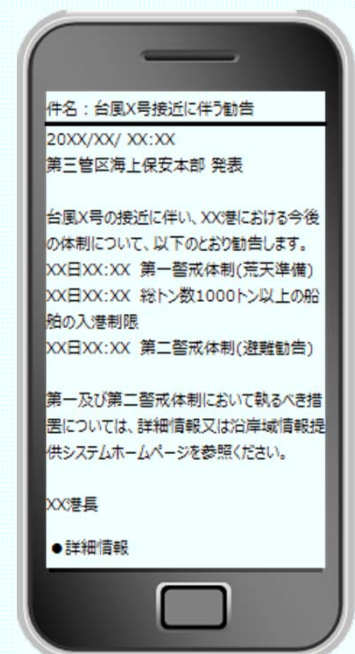 件名：台風X号接近に伴う勧告
20XX/XX/ XX:XX
第三管区海上保安本部 発表
台風X号の接近に伴い、XX港における今後
の体制について、以下のとおり勧告します。
XX日XX:XX 第一警戒体制(荒天準備)
XX日XX:XX 総トン数1000トン以上の船
舶の入港制限
XX日XX:XX 第二警戒体制(避難勧告)
第一及び第二警戒体制において執るべき措
置については、詳細情報又は沿岸域情報提
供システムホームページを参照ください。
XX港長
●詳細情報